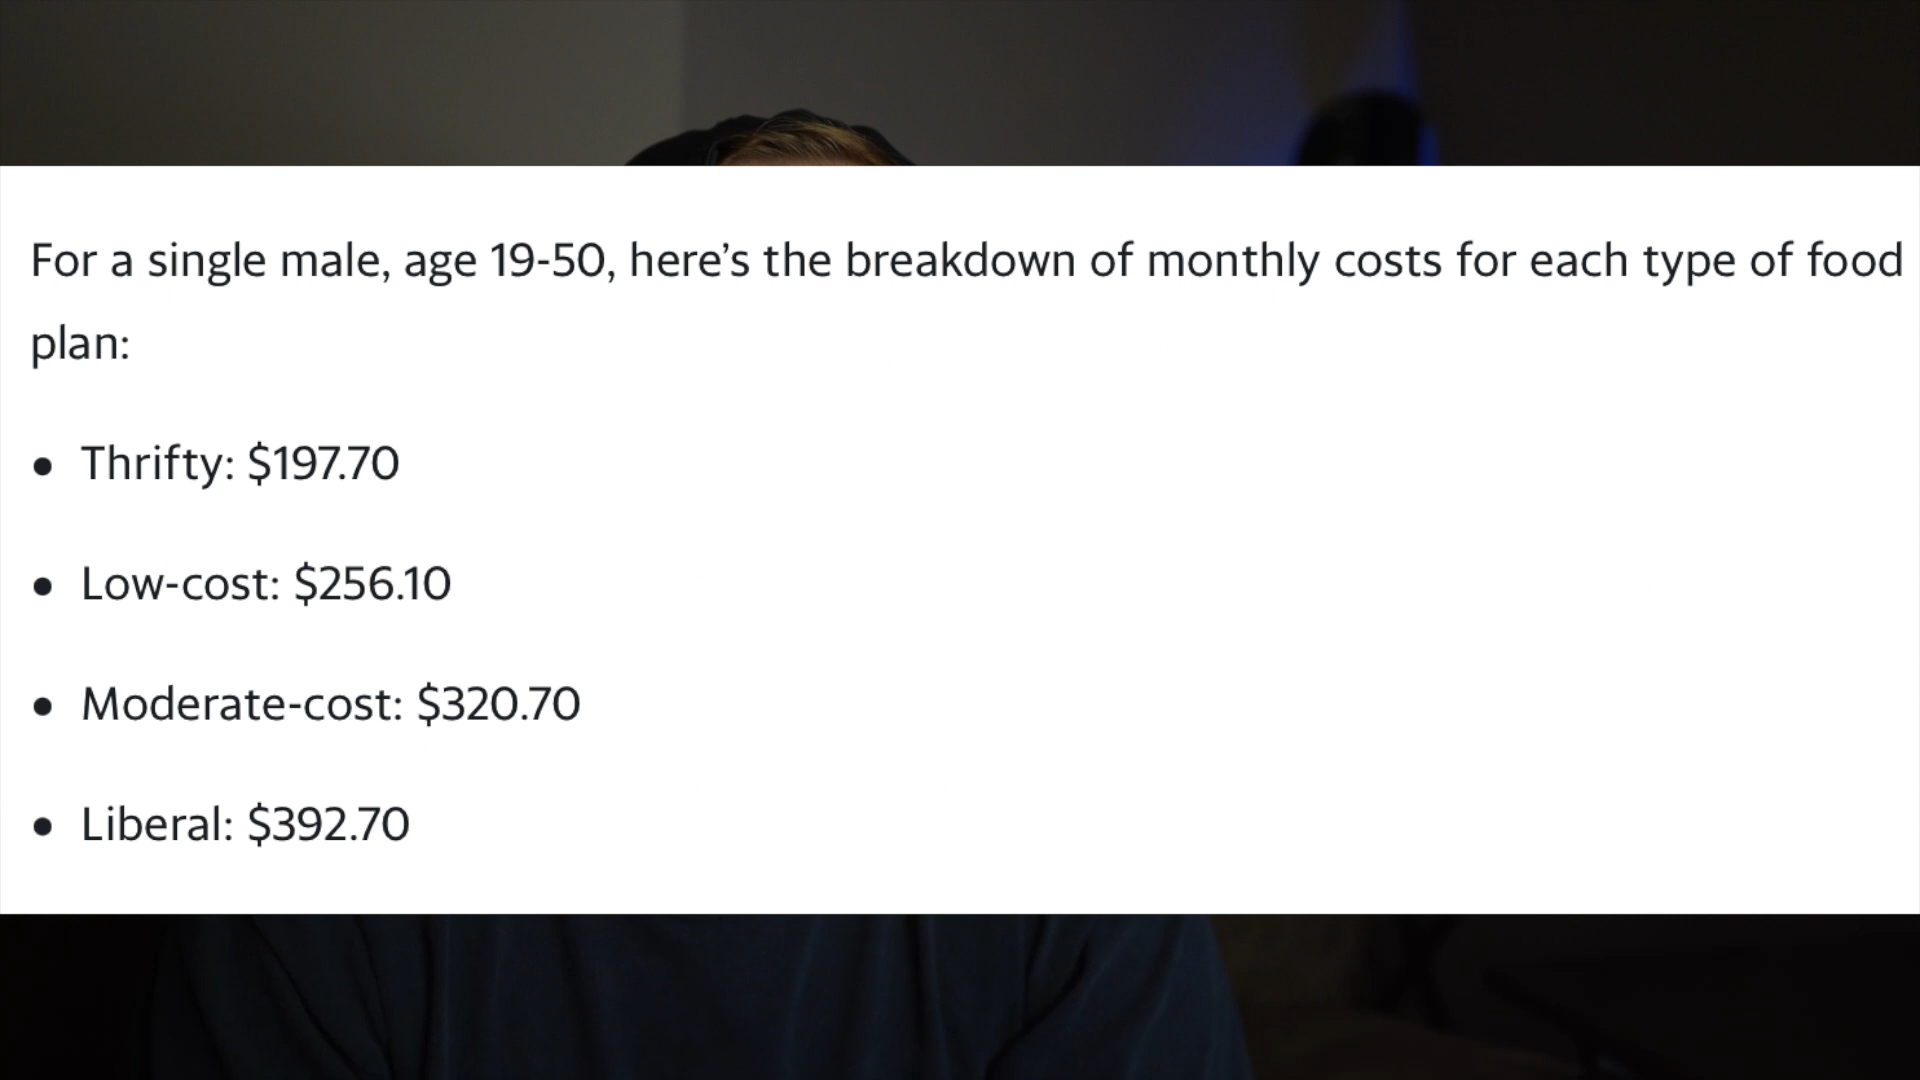 For a single male, age 19-50, here’s the breakdown of monthly costs for each type of food
plan:
• Thrifty: $197.70
• Low-cost: $256.10
• Moderate-cost: $320.70
• Liberal: $392.70